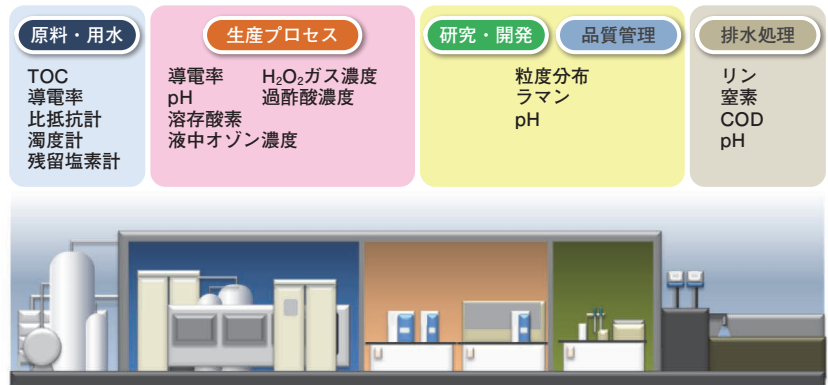 原料・用水
TOC
導電率
比抵抗計
濁度計
残留塩素計
生産プロセス
導電率 H₂O₂ガス濃度
pH 過酢酸濃度
溶存酸素
液中オゾン濃度
研究・開発 品質管理
粒度分布
ラマン
pH
排水処理
リン
窒素
COD
pH